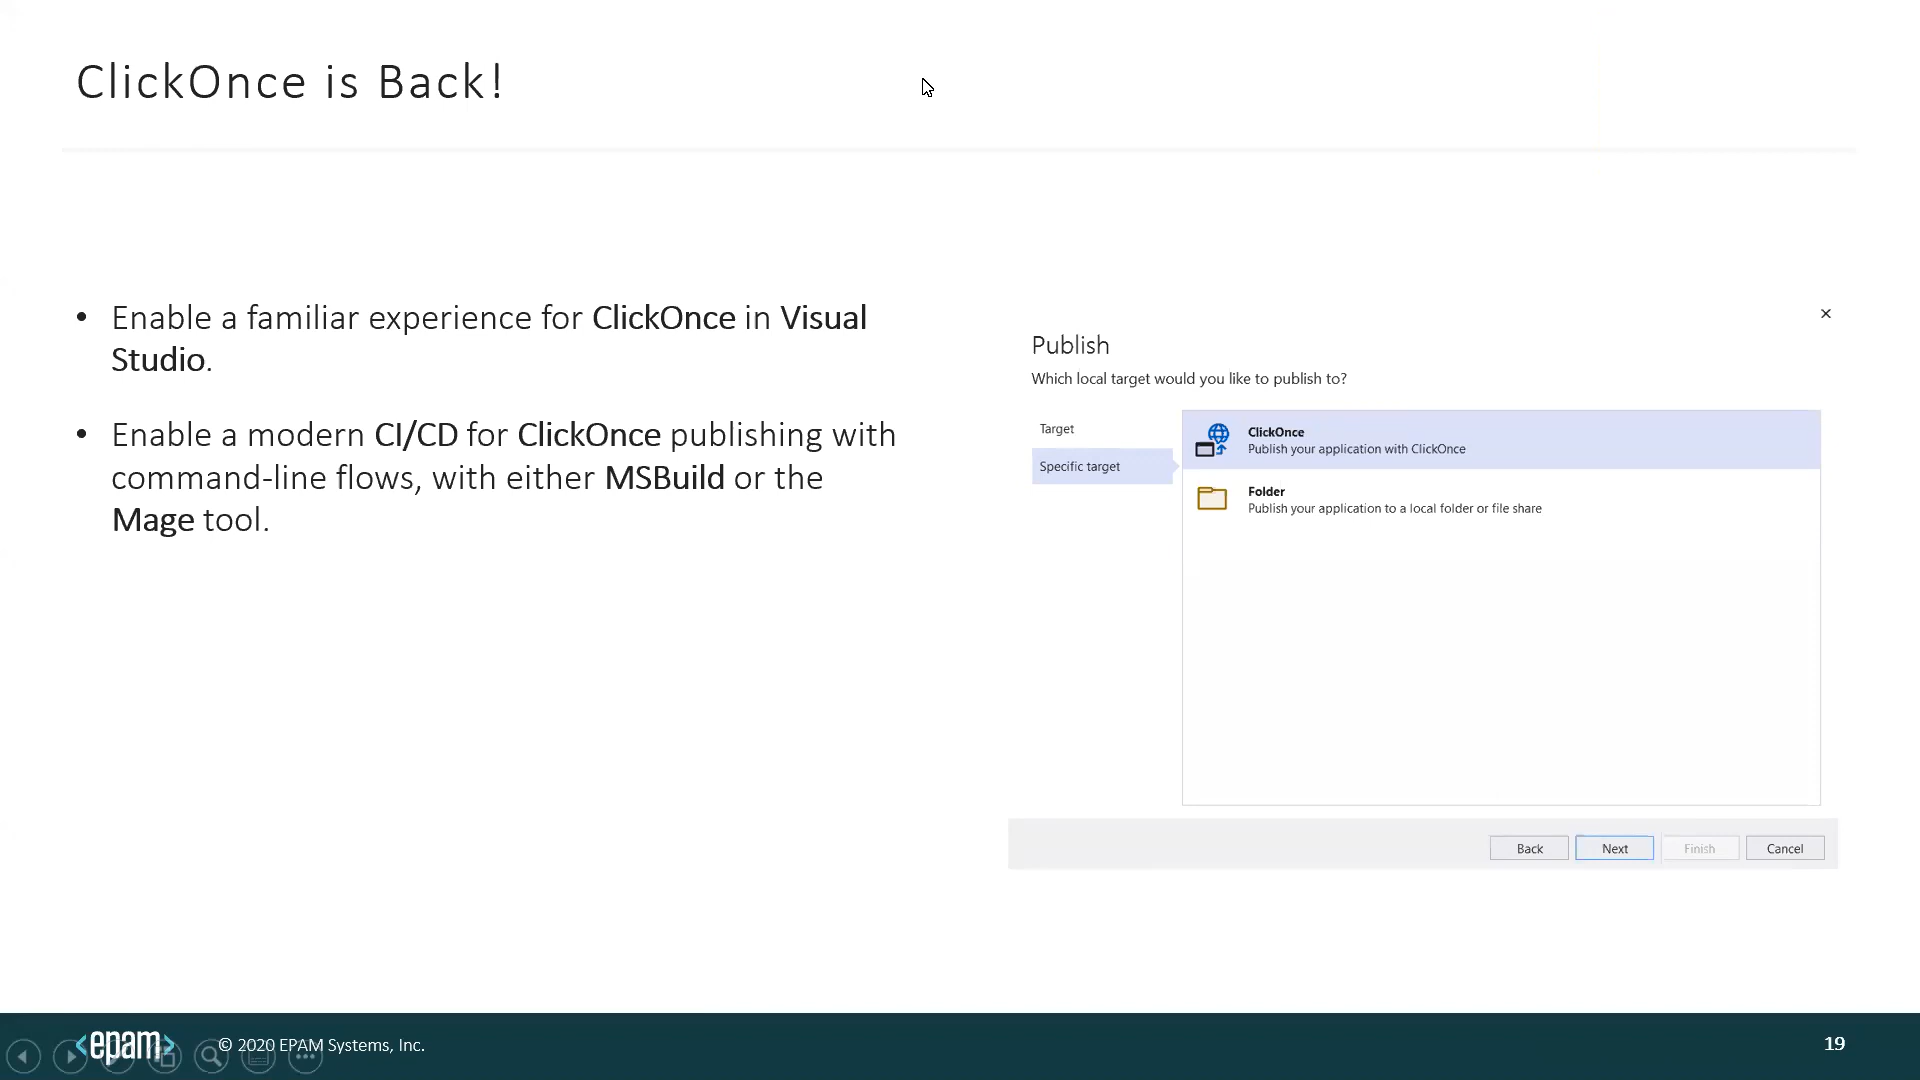 ClickOnce is Back!
• Enable a familiar experience for ClickOnce in Visual
Studio.
• Enable a modern CI/CD for ClickOnce publishing with
command-line flows, with either MSBuild or the
Mage tool.
Publish
Which local target would you like to publish to?
Target
Specific target
ClickOnce
Publish your application with ClickOnce
Folder
Publish your application to a local folder or file share
Back
Next
Finish
Cancel
<epam>
© 2020 EPAM Systems, Inc.
19